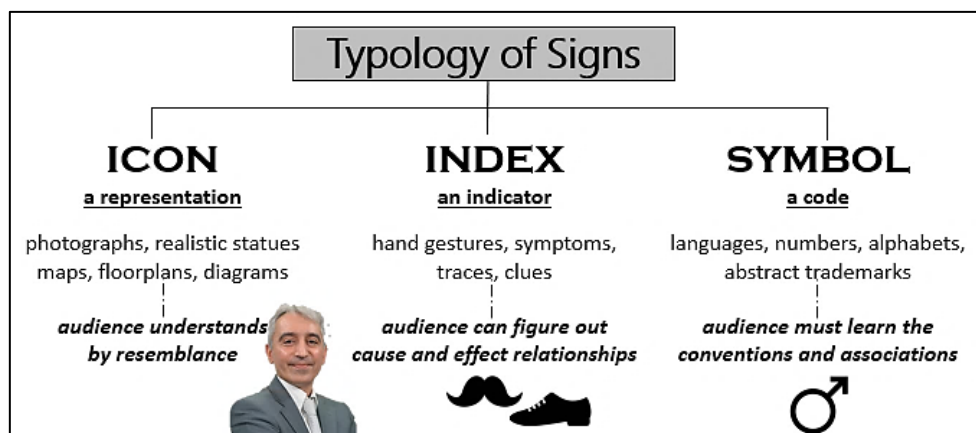 Typology of Signs
ICON
a representation
photographs, realistic statues
maps, floorplans, diagrams
audience understands
by resemblance
INDEX
an indicator
hand gestures, symptoms,
traces, clues
audience can figure out
cause and effect relationships
SYMBOL
a code
languages, numbers, alphabets,
abstract trademarks
audience must learn the
conventions and associations